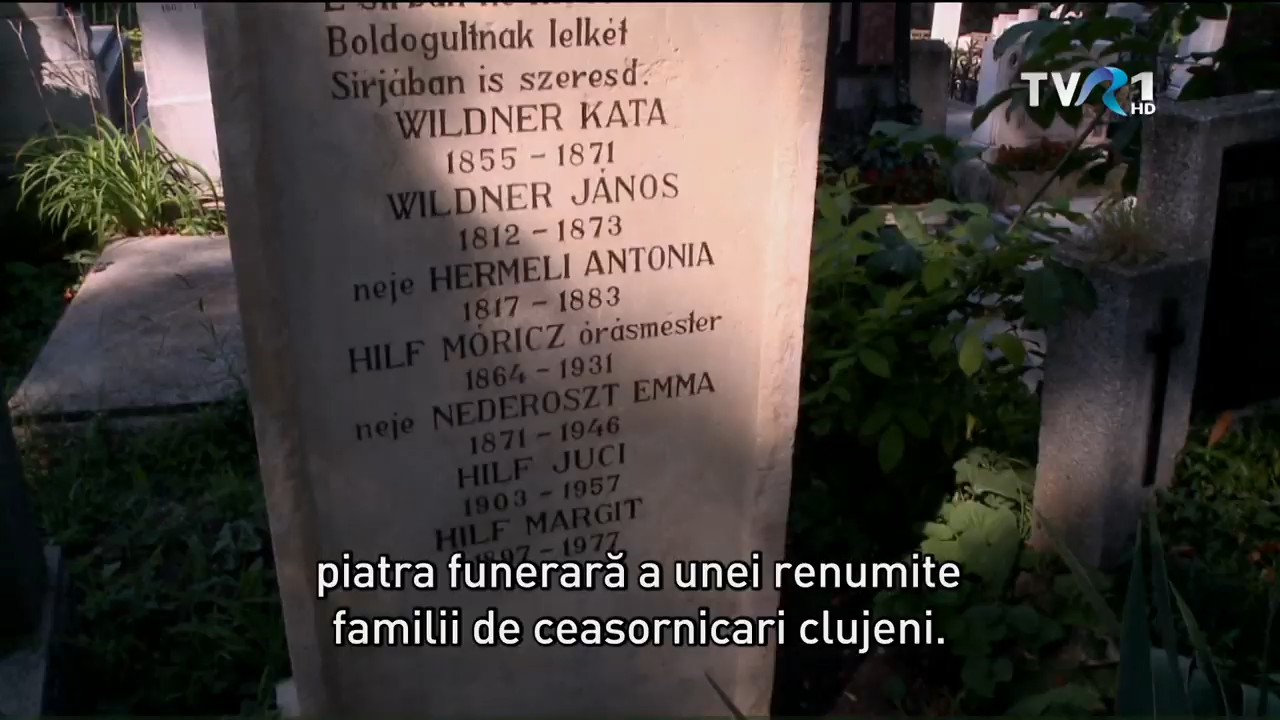 Boldogultnak lelkét
Sirjában is szeresd.
WILDNER KATA
1855 – 1871
WILDNER JÁNOS
1812 – 1873
neje HERMELI ANTONIA
1817 – 1883
HILF MÓRICZ órásmester
1864 – 1931
neje NEDEROSZT EMMA
1871 – 1946
HILF JUCI
1903 – 1957
HILF MARGIT
1897 – 1977
TVR1
HD
piatra funerară a unei renumite
familii de ceasornicari clujeni.